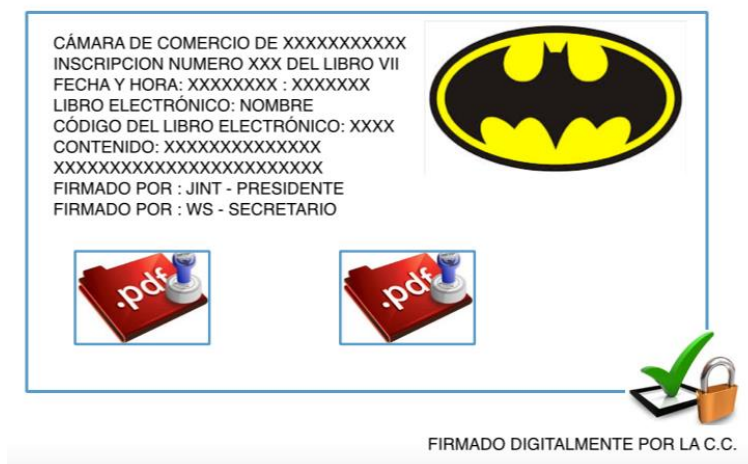 CÁMARA DE COMERCIO DE XXXXXXXXXXX
INSCRIPCION NUMERO XXX DEL LIBRO VII
FECHA Y HORA: XXXXXXXX : XXXXXXX
LIBRO ELECTRÓNICO: NOMBRE
CÓDIGO DEL LIBRO ELECTRÓNICO: XXXX
CONTENIDO: XXXXXXXXXXXXXX
XXXXXXXXXXXXXXXXXXXXXXXX
FIRMADO POR : JINT - PRESIDENTE
FIRMADO POR : WS - SECRETARIO
.pdf
.pdf
FIRMADO DIGITALMENTE POR LA C.C.